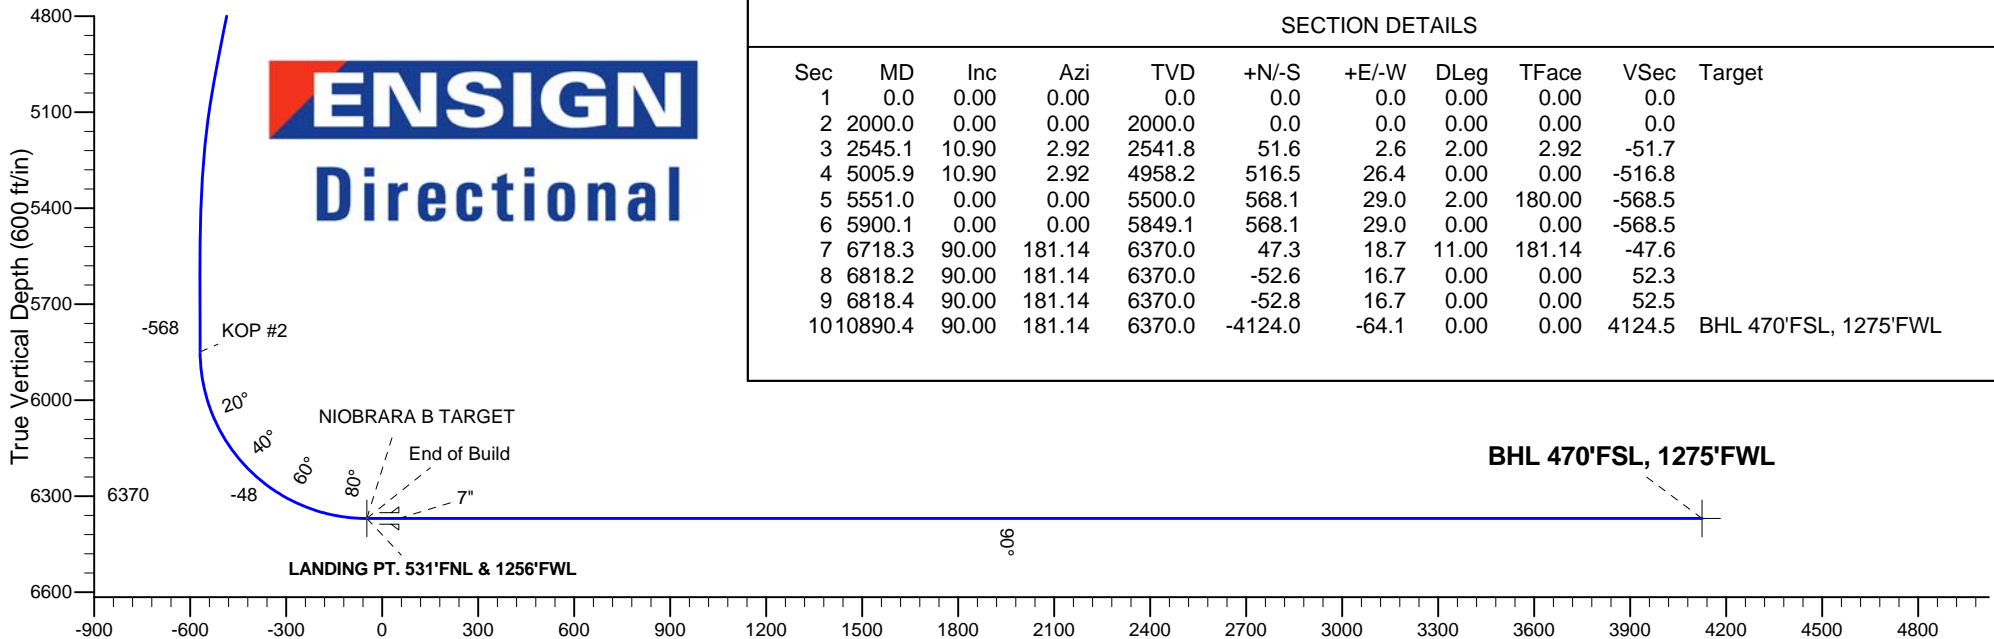 SECTION DETAILS
Sec MD Inc Azi TVD +N/-S +E/-W DLeg TFace VSec Target
1 0.0 0.00 0.00 0.0 0.0 0.0 0.00 0.00 0.0
2 2000.0 0.00 0.00 2000.0 0.0 0.0 0.00 0.00 0.0
3 2545.1 10.90 2.92 2541.8 51.6 2.6 2.00 2.92 -51.7
4 5005.9 10.90 2.92 4958.2 516.5 26.4 0.00 0.00 -516.8
5 5551.0 0.00 0.00 5500.0 568.1 29.0 2.00 180.00 -568.5
6 5900.1 0.00 0.00 5849.1 568.1 29.0 0.00 0.00 -568.5
7 6718.3 90.00 181.14 6370.0 47.3 18.7 11.00 181.14 -47.6
8 6818.2 90.00 181.14 6370.0 -52.6 16.7 0.00 0.00 52.3
9 6818.4 90.00 181.14 6370.0 -52.8 16.7 0.00 0.00 52.5
10 10890.4 90.00 181.14 6370.0 -4124.0 -64.1 0.00 0.00 4124.5 BHL 470'FSL, 1275'FWL
ENSIGN
Directional
True Vertical Depth (600 ft/in)
4800
5100
5400
5700
6000
6300
6600
-568
KOP #2
20°
40°
60°
80°
NIOBRARA B TARGET
End of Build
7"
6370
-48
LANDING PT. 531'FNL & 1256'FWL
90°
BHL 470'FSL, 1275'FWL
-900 -600 -300 0 300 600 900 1200 1500 1800 2100 2400 2700 3000 3300 3600 3900 4200 4500 4800